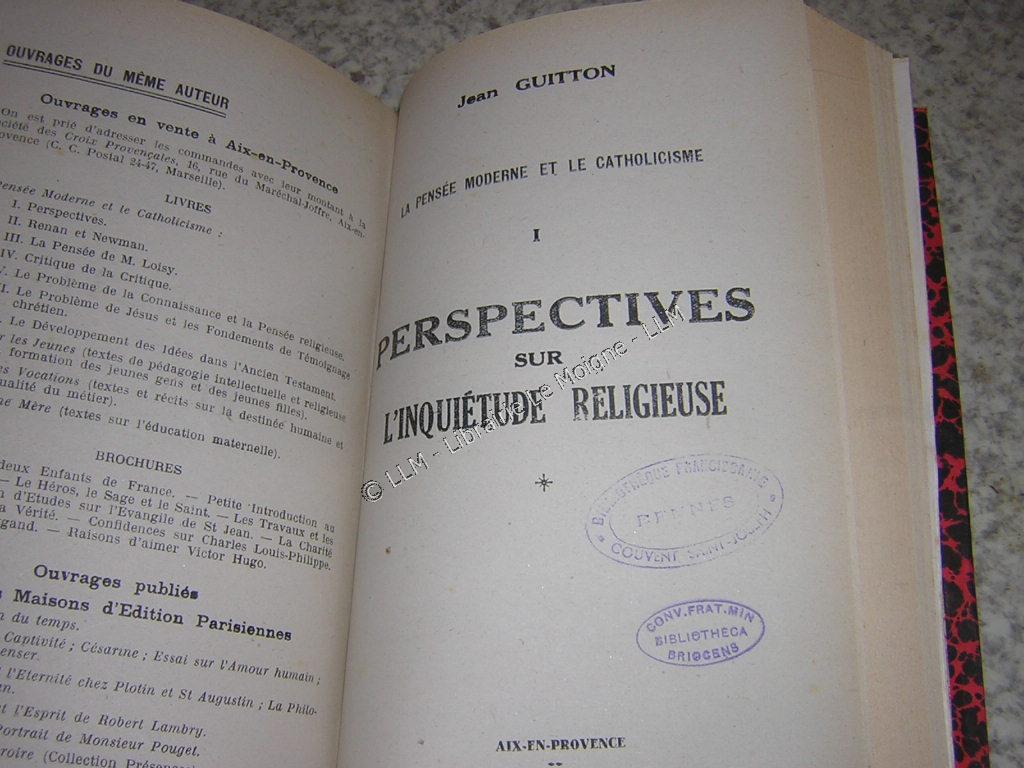 OUVRAGES DU MÊME AUTEUR
Ouvrages en vente à Aix-en-Provence
On est prié d'adresser les commandes avec leur montant à la
ociété des Croix Provençales, 16, rue du Maréchal-Joffre, Aix-en-
ovence (C. C. Postal 24-47, Marseille).
LIVRES
ensée Moderne et le Catholicisme :
I. Perspectives.
II. Renan et Newman.
III. La Pensée de M. Loisy.
IV. Critique de la Critique.
V. Le Problème de la Connaissance et la Pensée religieuse.
I. Le Problème de Jésus et les Fondements de Témoignage
chrétien.
. Le Développement des Idées dans l'Ancien Testament.
r les Jeunes (textes de pédagogie intellectuelle et religieuse
formation des jeunes gens et des jeunes filles).
es Vocations (textes et récits sur la destinée humaine et
ualité du métier).
ne Mère (textes sur l'éducation maternelle).
BROCHURES
deux Enfants de France. — Petite Introduction au
— Le Héros, le Sage et le Saint. — Les Travaux et les
n d'Etudes sur l'Evangile de St Jean. — La Charité
a Vérité. — Confidences sur Charles Louis-Philippe.
gand. — Raisons d'aimer Victor Hugo.
Ouvrages publiés
s Maisons d'Edition Parisiennes
n du temps.
Captivité ; Césarine ; Essai sur l'Amour humain ;
enser.
l'Eternité chez Plotin et St Augustin ; La Philo-
an.
et l'Esprit de Robert Lambry.
Portrait de Monsieur Pouget.
roire (Collection Présences)
Jean GUITTON
LA PENSÉE MODERNE ET LE CATHOLICISME
I
PERSPECTIVES
SUR
L'INQUIÉTUDE RELIGIEUSE
© LLM - Librairie Le Moigne - LLM
BIBLIOTHÈQUE FRANCISCAINE
RENNES
COUVENT SAINT-JOSEPH
CONV. FRAT. MIN
BIBLIOTHECA
BRIOCENS
AIX-EN-PROVENCE